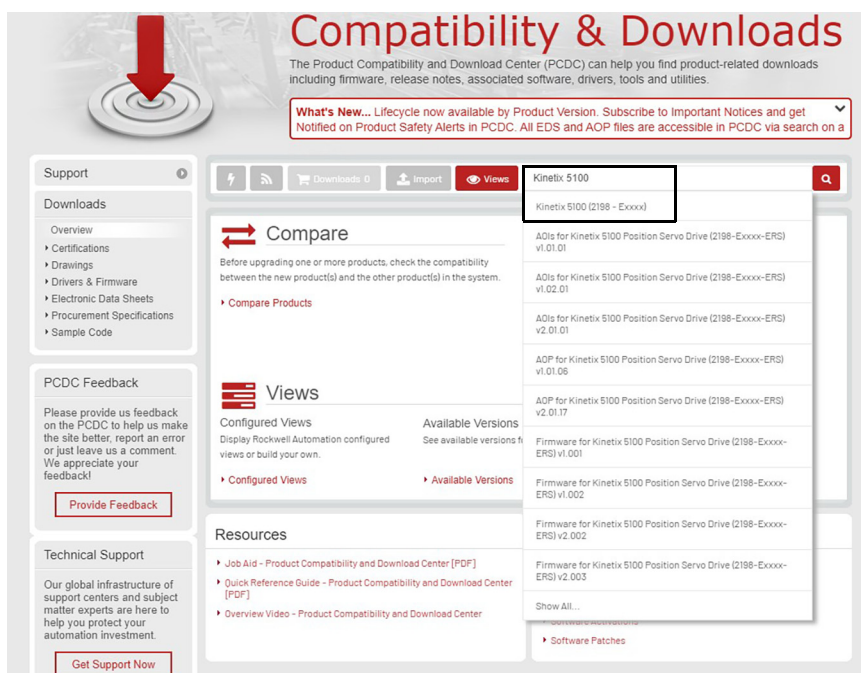 Compatibility & Downloads
The Product Compatibility and Download Center (PCDC) can help you find product-related downloads
including firmware, release notes, associated software, drivers, tools and utilities.
What's New... Lifecycle now available by Product Version. Subscribe to Important Notices and get
Notified on Product Safety Alerts in PCDC. All EDS and AOP files are accessible in PCDC via search on a
Support
Downloads
Overview
Certifications
Drawings
Drivers & Firmware
Electronic Data Sheets
Procurement Specifications
Sample Code
PCDC Feedback
Please provide us feedback
on the PCDC to help us make
the site better, report an error
or just leave us a comment.
We appreciate your
feedback!
Provide Feedback
Technical Support
Our global infrastructure of
support centers and subject
matter experts are here to
help you protect your
automation investment.
Get Support Now
Downloads 0
Import
Views
Kinetix 5100
Kinetix 5100 (2198 - Exxxx)
AOIs for Kinetix 5100 Position Servo Drive (2198-Exxxx-ERS)
v1.01.01
AOIs for Kinetix 5100 Position Servo Drive (2198-Exxxx-ERS)
v1.02.01
AOIs for Kinetix 5100 Position Servo Drive (2198-Exxxx-ERS)
v2.01.01
AOP for Kinetix 5100 Position Servo Drive (2198-Exxxx-ERS)
v1.01.06
AOP for Kinetix 5100 Position Servo Drive (2198-Exxxx-ERS)
v2.01.17
Firmware for Kinetix 5100 Position Servo Drive (2198-Exxxx-
ERS) v1.001
Firmware for Kinetix 5100 Position Servo Drive (2198-Exxxx-
ERS) v1.002
Firmware for Kinetix 5100 Position Servo Drive (2198-Exxxx-
ERS) v2.002
Firmware for Kinetix 5100 Position Servo Drive (2198-Exxxx-
ERS) v2.003
Show All...
Compare
Before upgrading one or more products, check the compatibility
between the new product(s) and the other product(s) in the system.
Compare Products
Views
Configured Views
Display Rockwell Automation configured
views or build your own.
Configured Views
Available Versions
See available versions f
Available Versions
Resources
Job Aid - Product Compatibility and Download Center [PDF]
Quick Reference Guide - Product Compatibility and Download Center
[PDF]
Overview Video - Product Compatibility and Download Center
Software Activations
Software Patches